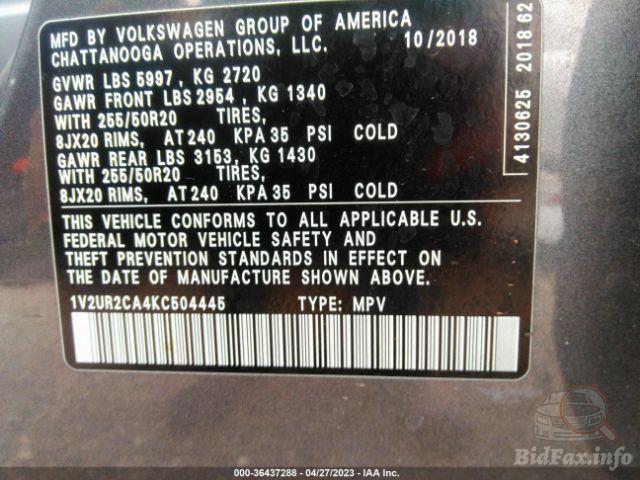 MFD BY VOLKSWAGEN GROUP OF AMERICA
CHATTANOOGA OPERATIONS, LLC. 10/2018
GVWR LBS 5997 , KG 2720
GAWR FRONT LBS 2954 , KG 1340
WITH 255/50R20 TIRES,
8JX20 RIMS, AT 240 KPA 35 PSI COLD
GAWR REAR LBS 3153, KG 1430
WITH 255/50R20 TIRES,
8JX20 RIMS, AT 240 KPA 35 PSI COLD
THIS VEHICLE CONFORMS TO ALL APPLICABLE U.S.
FEDERAL MOTOR VEHICLE SAFETY AND
THEFT PREVENTION STANDARDS IN EFFECT ON
THE DATE OF MANUFACTURE SHOWN ABOVE.
1V2UR2CA4KC504445 TYPE: MPV
4130625 2018 62
000-36437288 - 04/27/2023 - IAA Inc.
BidFax.info